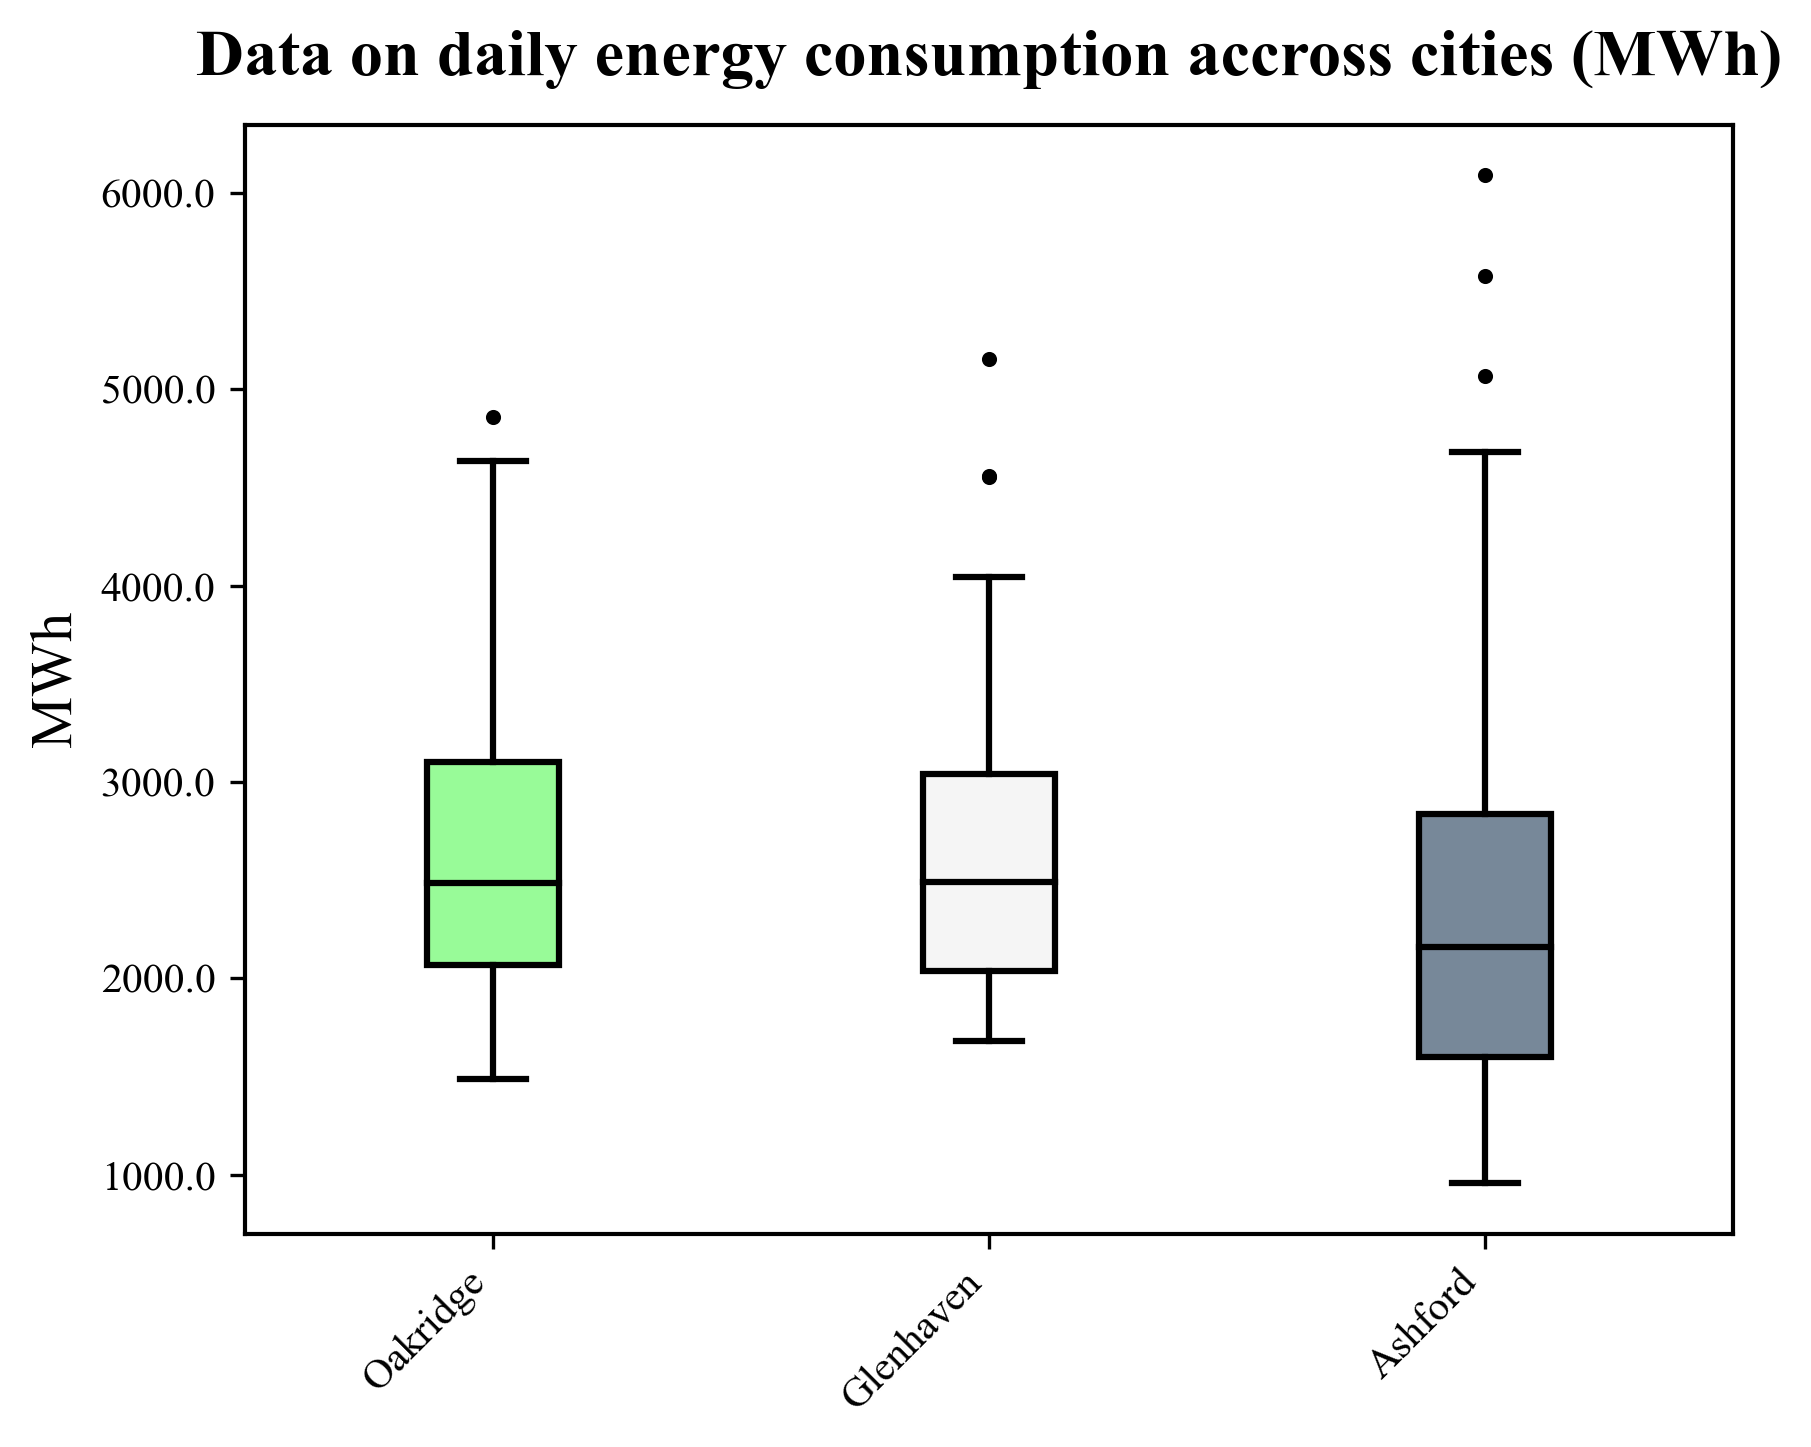 Data on daily energy consumption accross cities (MWh)
6000.0
5000.0
4000.0
3000.0
2000.0
1000.0
MWh
Oakridge
Glenhaven
Ashford